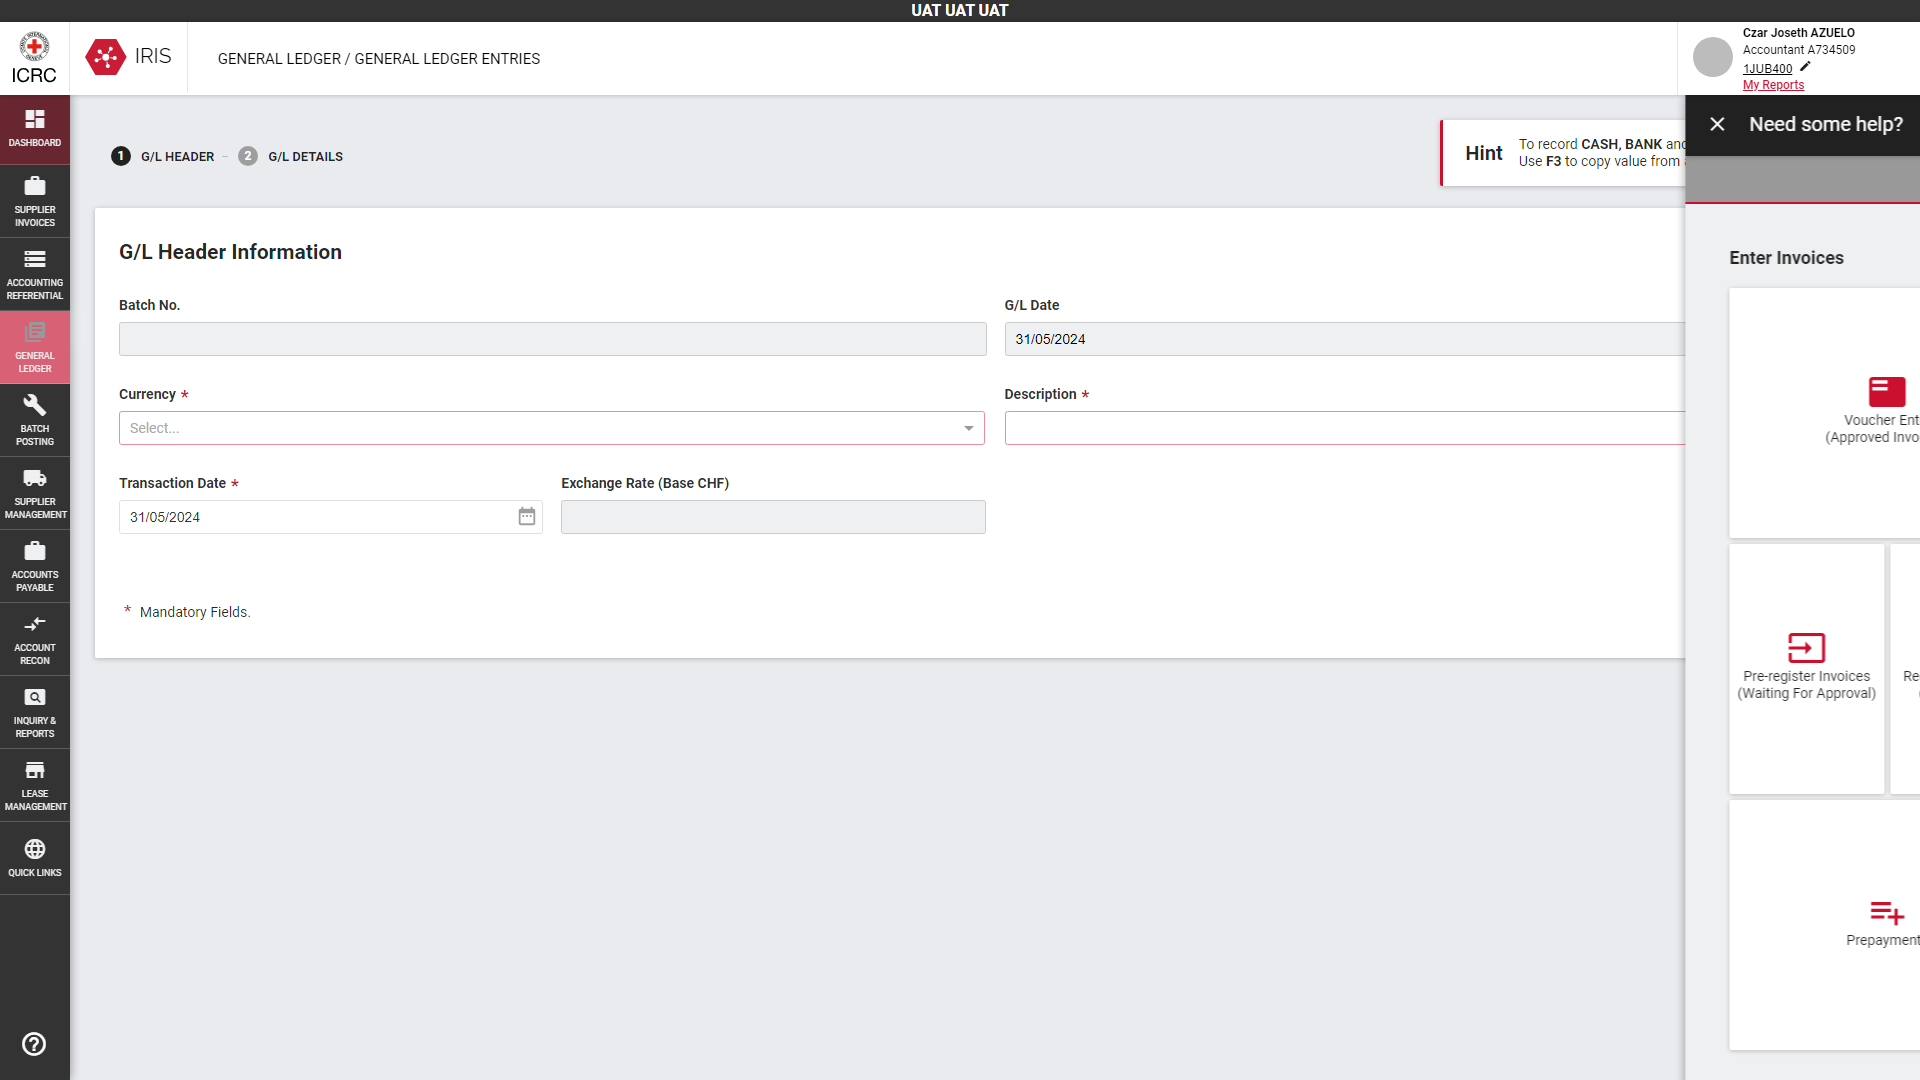 UAT UAT UAT
ICRC
IRIS
GENERAL LEDGER / GENERAL LEDGER ENTRIES
Czar Joseth AZUELO
Accountant A734509
1JUB400
My Reports
DASHBOARD
SUPPLIER
INVOICES
ACCOUNTING
REFERENTIAL
GENERAL
LEDGER
BATCH
POSTING
SUPPLIER
MANAGEMENT
ACCOUNTS
PAYABLE
ACCOUNT
RECON
INQUIRY &
REPORTS
LEASE
MANAGEMENT
QUICK LINKS
1 G/L HEADER – 2 G/L DETAILS
Hint
To record CASH, BANK and
Use F3 to copy value from
G/L Header Information
Batch No.
G/L Date
31/05/2024
Currency *
Select...
Description *
Transaction Date *
31/05/2024
Exchange Rate (Base CHF)
* Mandatory Fields.
Need some help?
Enter Invoices
Voucher Ent
(Approved Invo
Pre-register Invoices
(Waiting For Approval)
Re
Prepayment